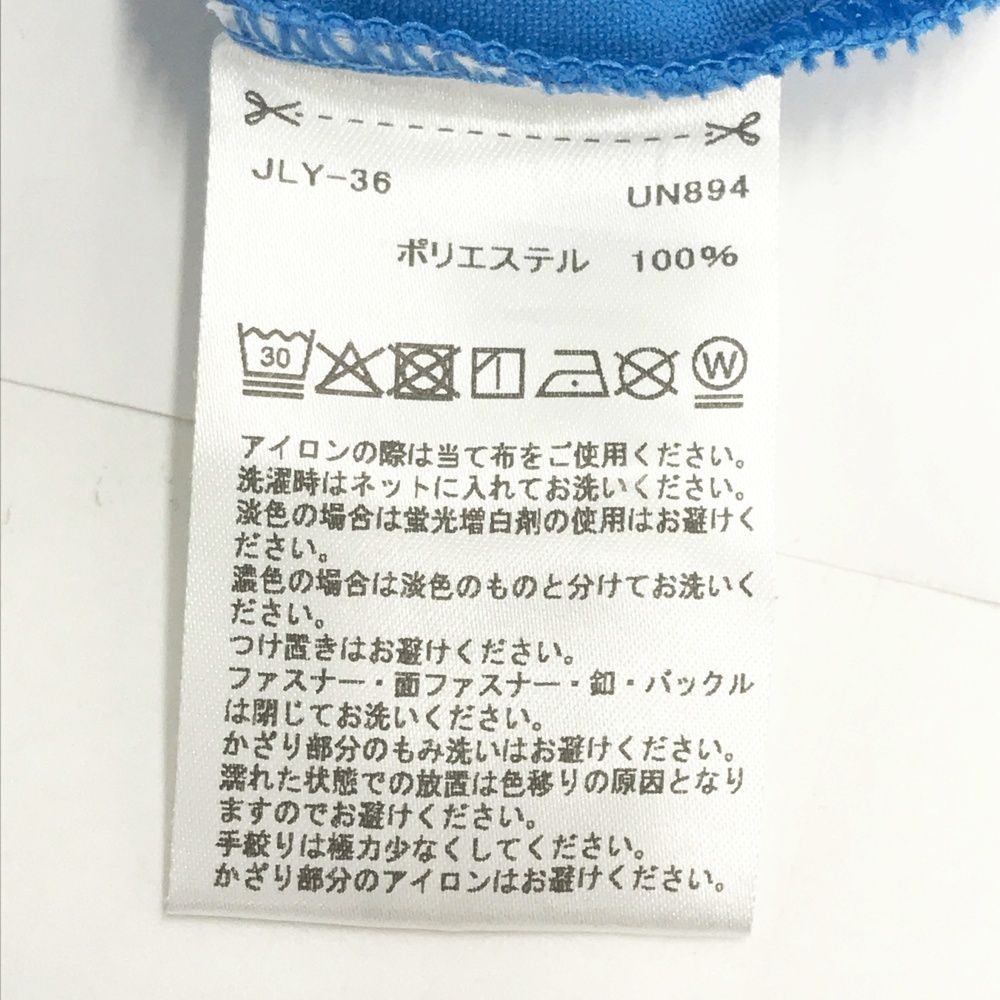 JLY-36
UN894
ポリエステル 100%
30
W
アイロンの際は当て布をご使用ください。
洗濯時はネットに入れてお洗いください。
淡色の場合は蛍光増白剤の使用はお避けく
ださい。
濃色の場合は淡色のものと分けてお洗いく
ださい。
つけ置きはお避けください。
ファスナー・面ファスナー・釦・バックル
は閉じてお洗いください。
かざり部分のもみ洗いはお避けください。
濡れた状態での放置は色移りの原因となり
ますのでお避けください。
手絞りは極力少なくしてください。
かざり部分のアイロンはお避けください。